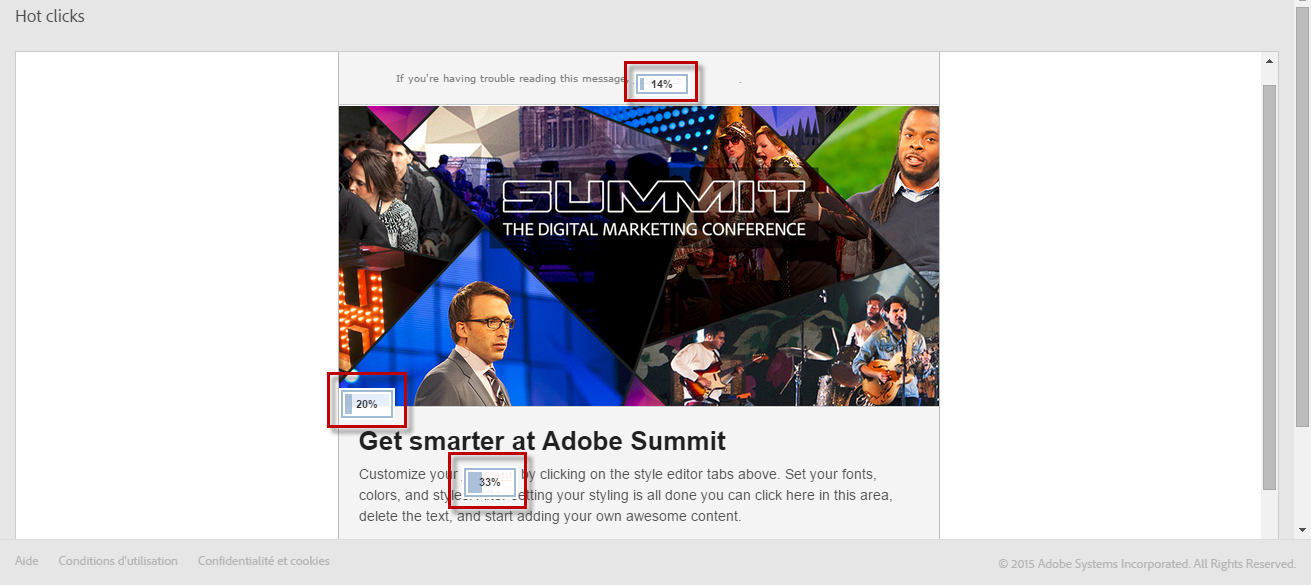 Hot clicks
If you're having trouble reading this message, 14% .
SUMMIT
THE DIGITAL MARKETING CONFERENCE
20%
Get smarter at Adobe Summit
Customize your 33% by clicking on the style editor tabs above. Set your fonts,
colors, and styles. After setting your styling is all done you can click here in this area,
delete the text, and start adding your own awesome content.
Aide Conditions d'utilisation Confidentialité et cookies © 2015 Adobe Systems Incorporated. All Rights Reserved.